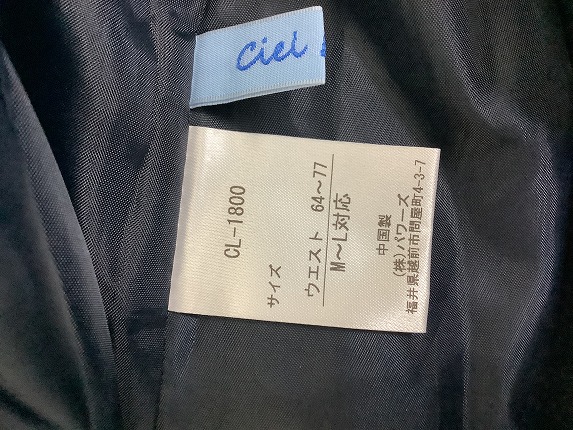 Ciel
CL-1800
サイズ
ウエスト 64～77
M～L対応
中国製
(株)パワーズ
福井県越前市問屋町4-3-7